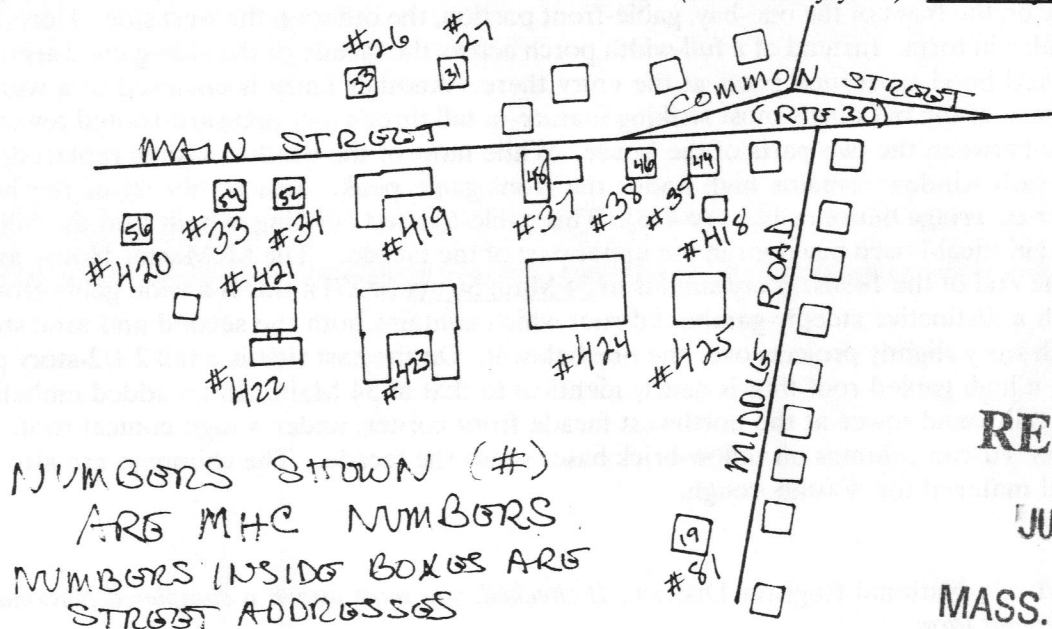 #26 #27
33 31
COMMON STREET
(RTE 30)
MAIN STREET
56 54 52 48 46 44
#420 #33 #34 #419 #37 #38 #39 #418
#421
#422 #423 #424 #425
MIDDLE ROAD
19
#81
NUMBERS SHOWN (#)
ARE MHC NUMBERS
NUMBERS INSIDE BOXES ARE
STREET ADDRESSES
RE
JU
MASS.